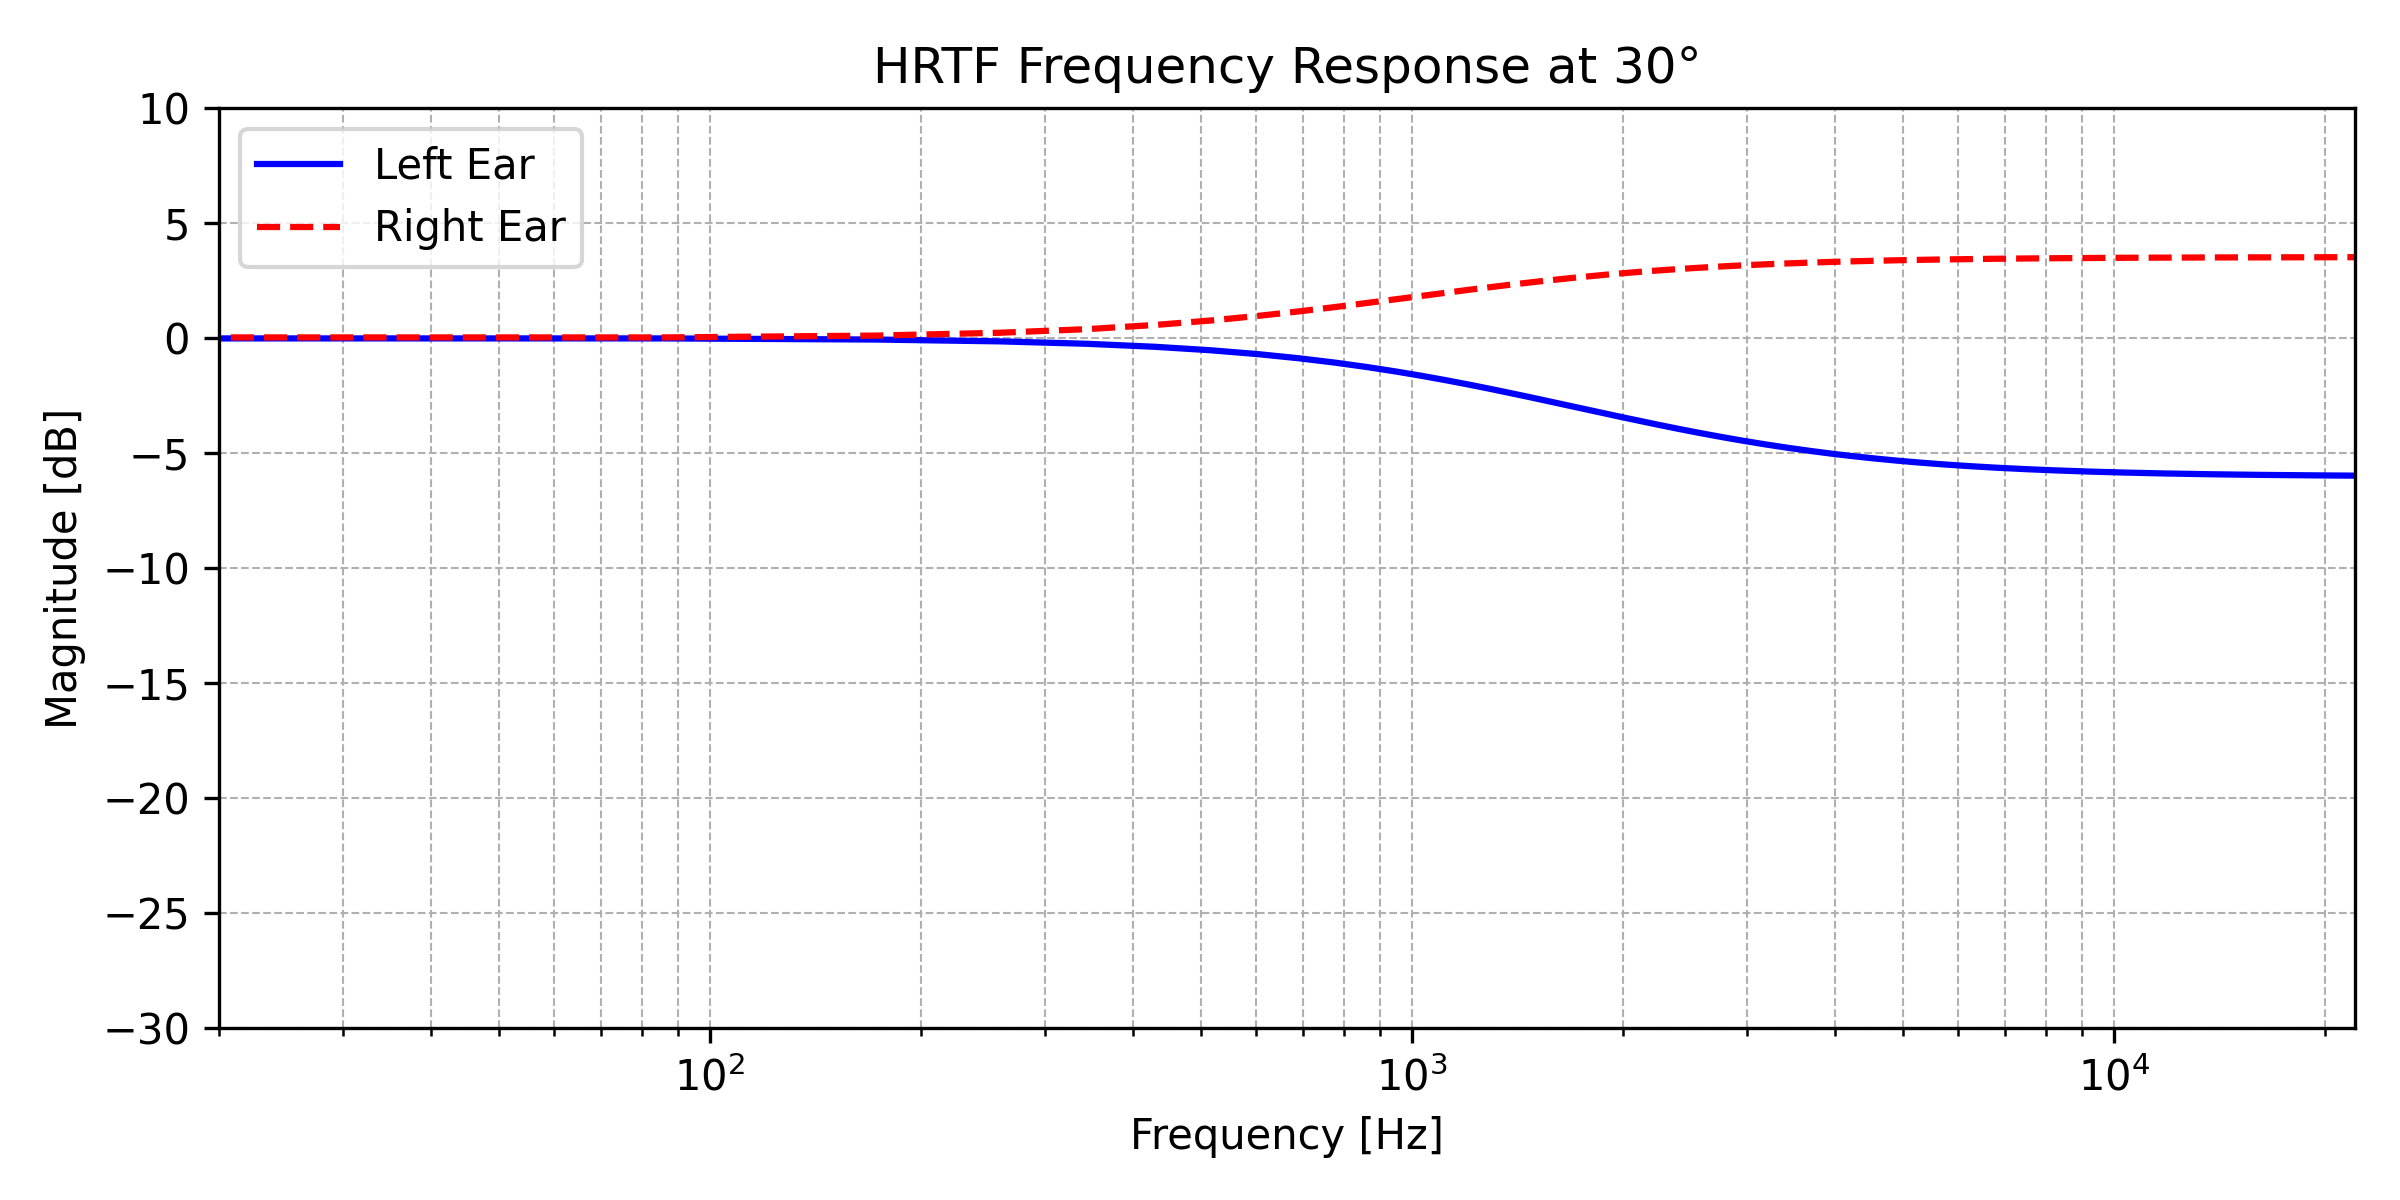 HRTF Frequency Response at 30°
Left Ear
Right Ear
10
5
0
−5
−10
−15
−20
−25
−30
Magnitude [dB]
10²
10³
10⁴
Frequency [Hz]